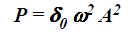 P = δ₀ ω² A²